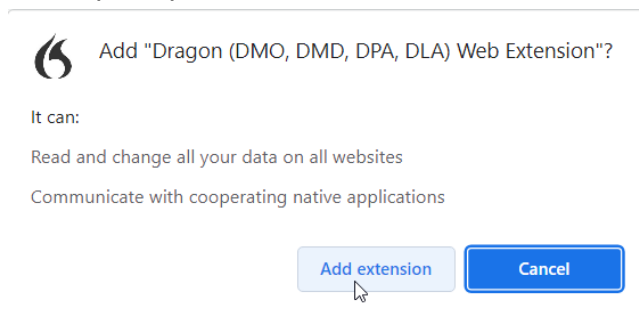 Add "Dragon (DMO, DMD, DPA, DLA) Web Extension"?
It can:
Read and change all your data on all websites
Communicate with cooperating native applications
Add extension
Cancel